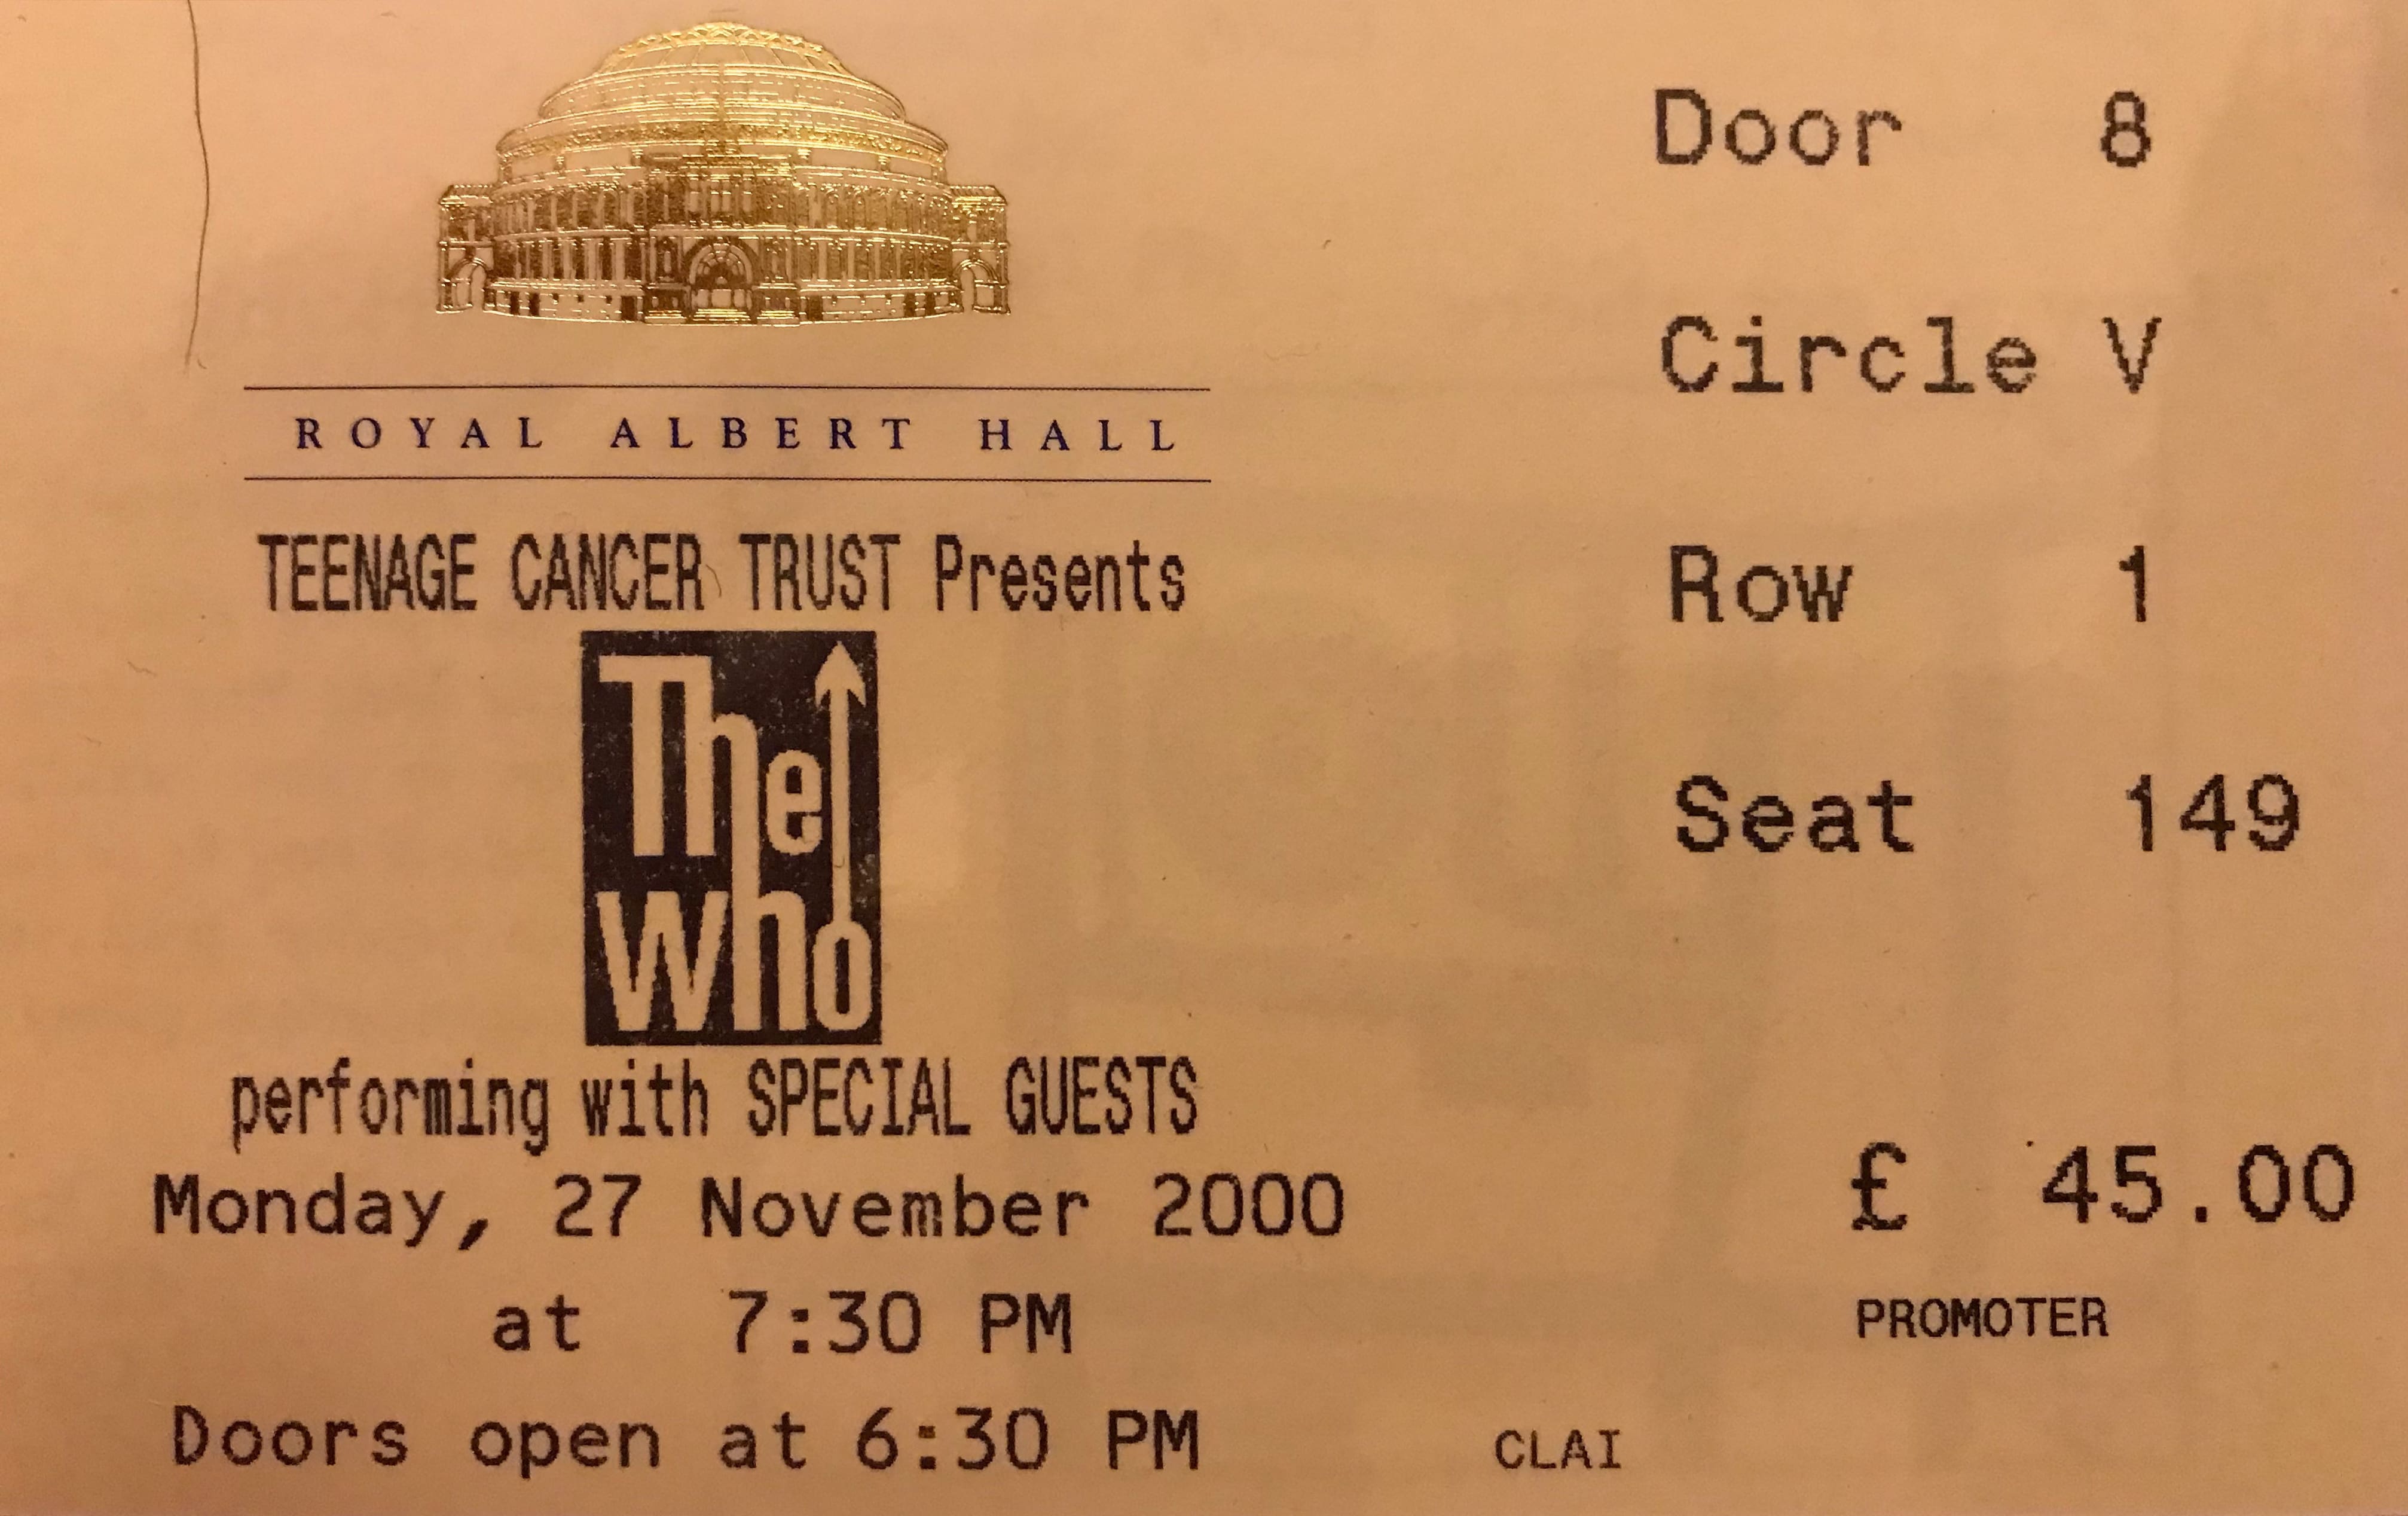 ROYAL ALBERT HALL
TEENAGE CANCER TRUST Presents
The
Who
performing with SPECIAL GUESTS
Monday, 27 November 2000
at 7:30 PM
Doors open at 6:30 PM
Door 8
Circle V
Row 1
Seat 149
£ 45.00
PROMOTER
CLAI